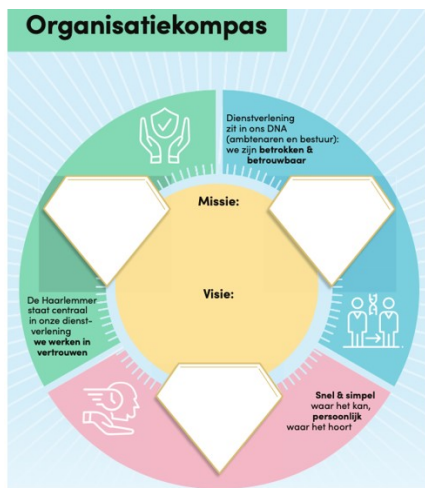 Organisatiekompas
Dienstverlening
zit in ons DNA
(ambtenaren en bestuur):
we zijn betrokken &
betrouwbaar
Missie:
Visie:
De Haarlemmer
staat centraal
in onze dienst-
verlening
we werken in
vertrouwen
Snel & simpel
waar het kan,
persoonlijk
waar het hoort